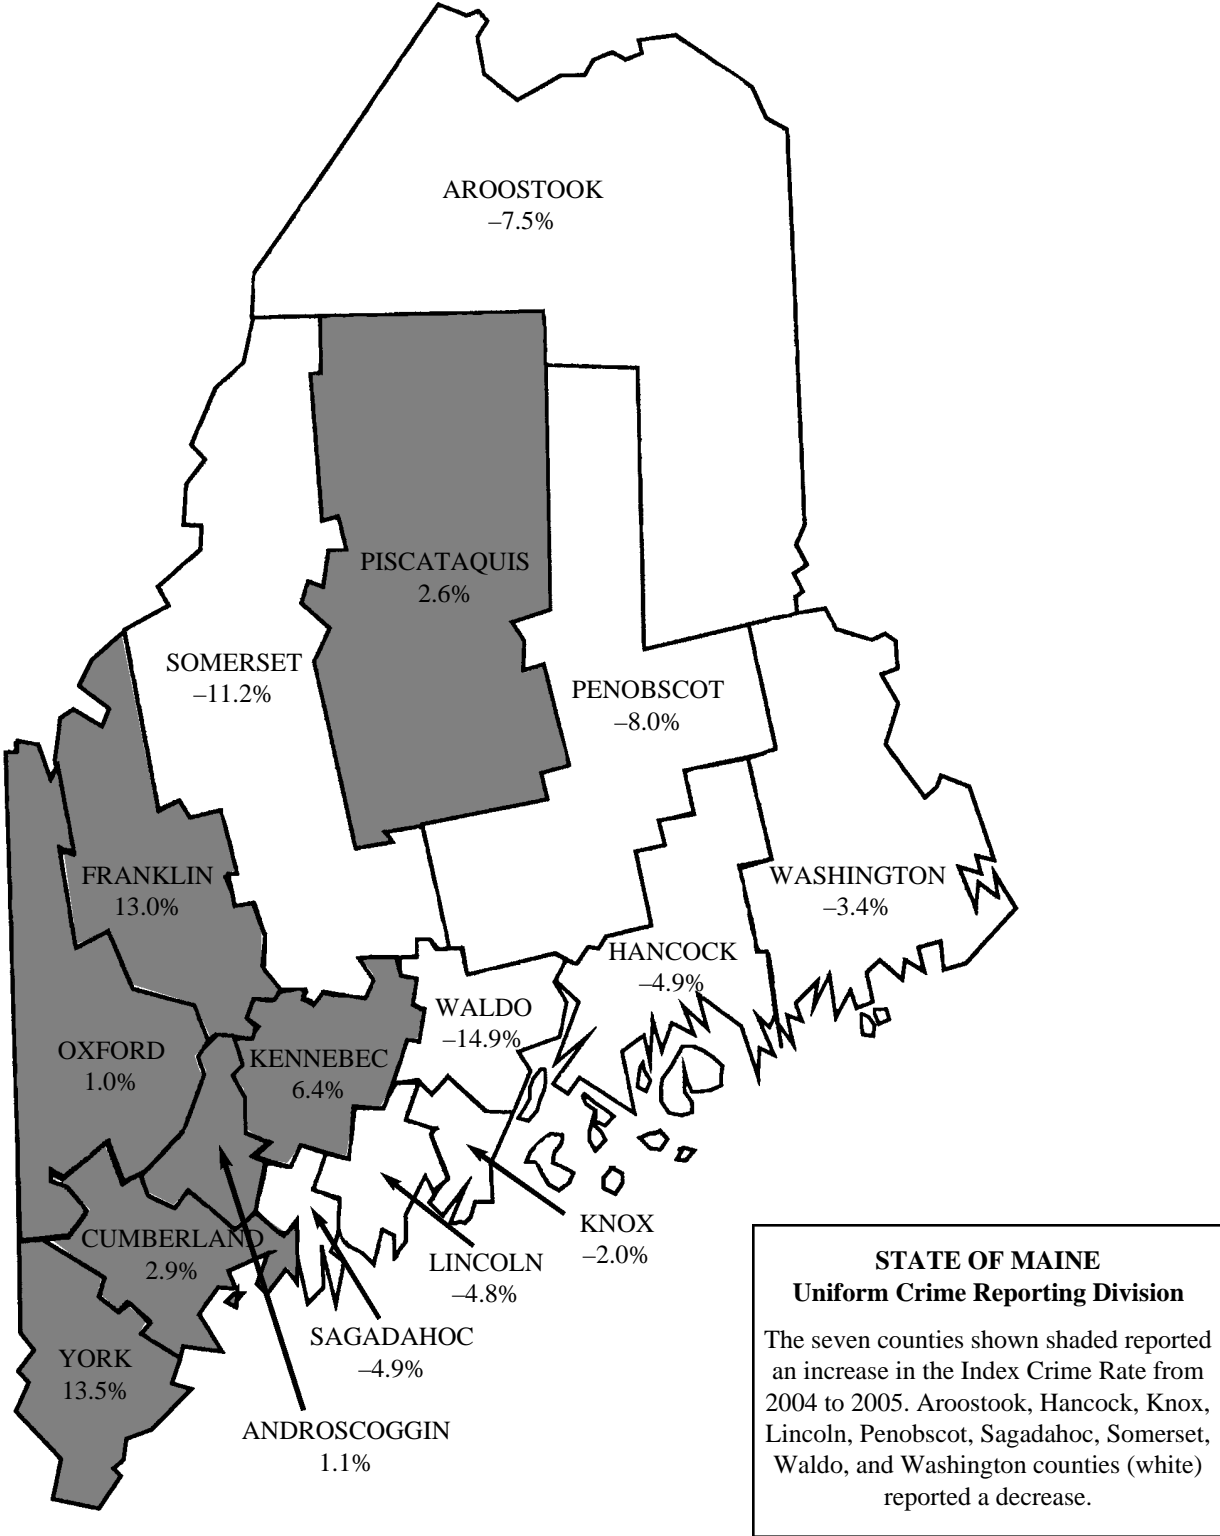 AROOSTOOK
–7.5%
PISCATAQUIS
2.6%
SOMERSET
–11.2%
PENOBSCOT
–8.0%
FRANKLIN
13.0%
WASHINGTON
–3.4%
HANCOCK
–4.9%
WALDO
–14.9%
OXFORD
1.0%
KENNEBEC
6.4%
KNOX
–2.0%
CUMBERLAND
2.9%
LINCOLN
–4.8%
SAGADAHOC
–4.9%
YORK
13.5%
ANDROSCOGGIN
1.1%
STATE OF MAINE
Uniform Crime Reporting Division
The seven counties shown shaded reported
an increase in the Index Crime Rate from
2004 to 2005. Aroostook, Hancock, Knox,
Lincoln, Penobscot, Sagadahoc, Somerset,
Waldo, and Washington counties (white)
reported a decrease.